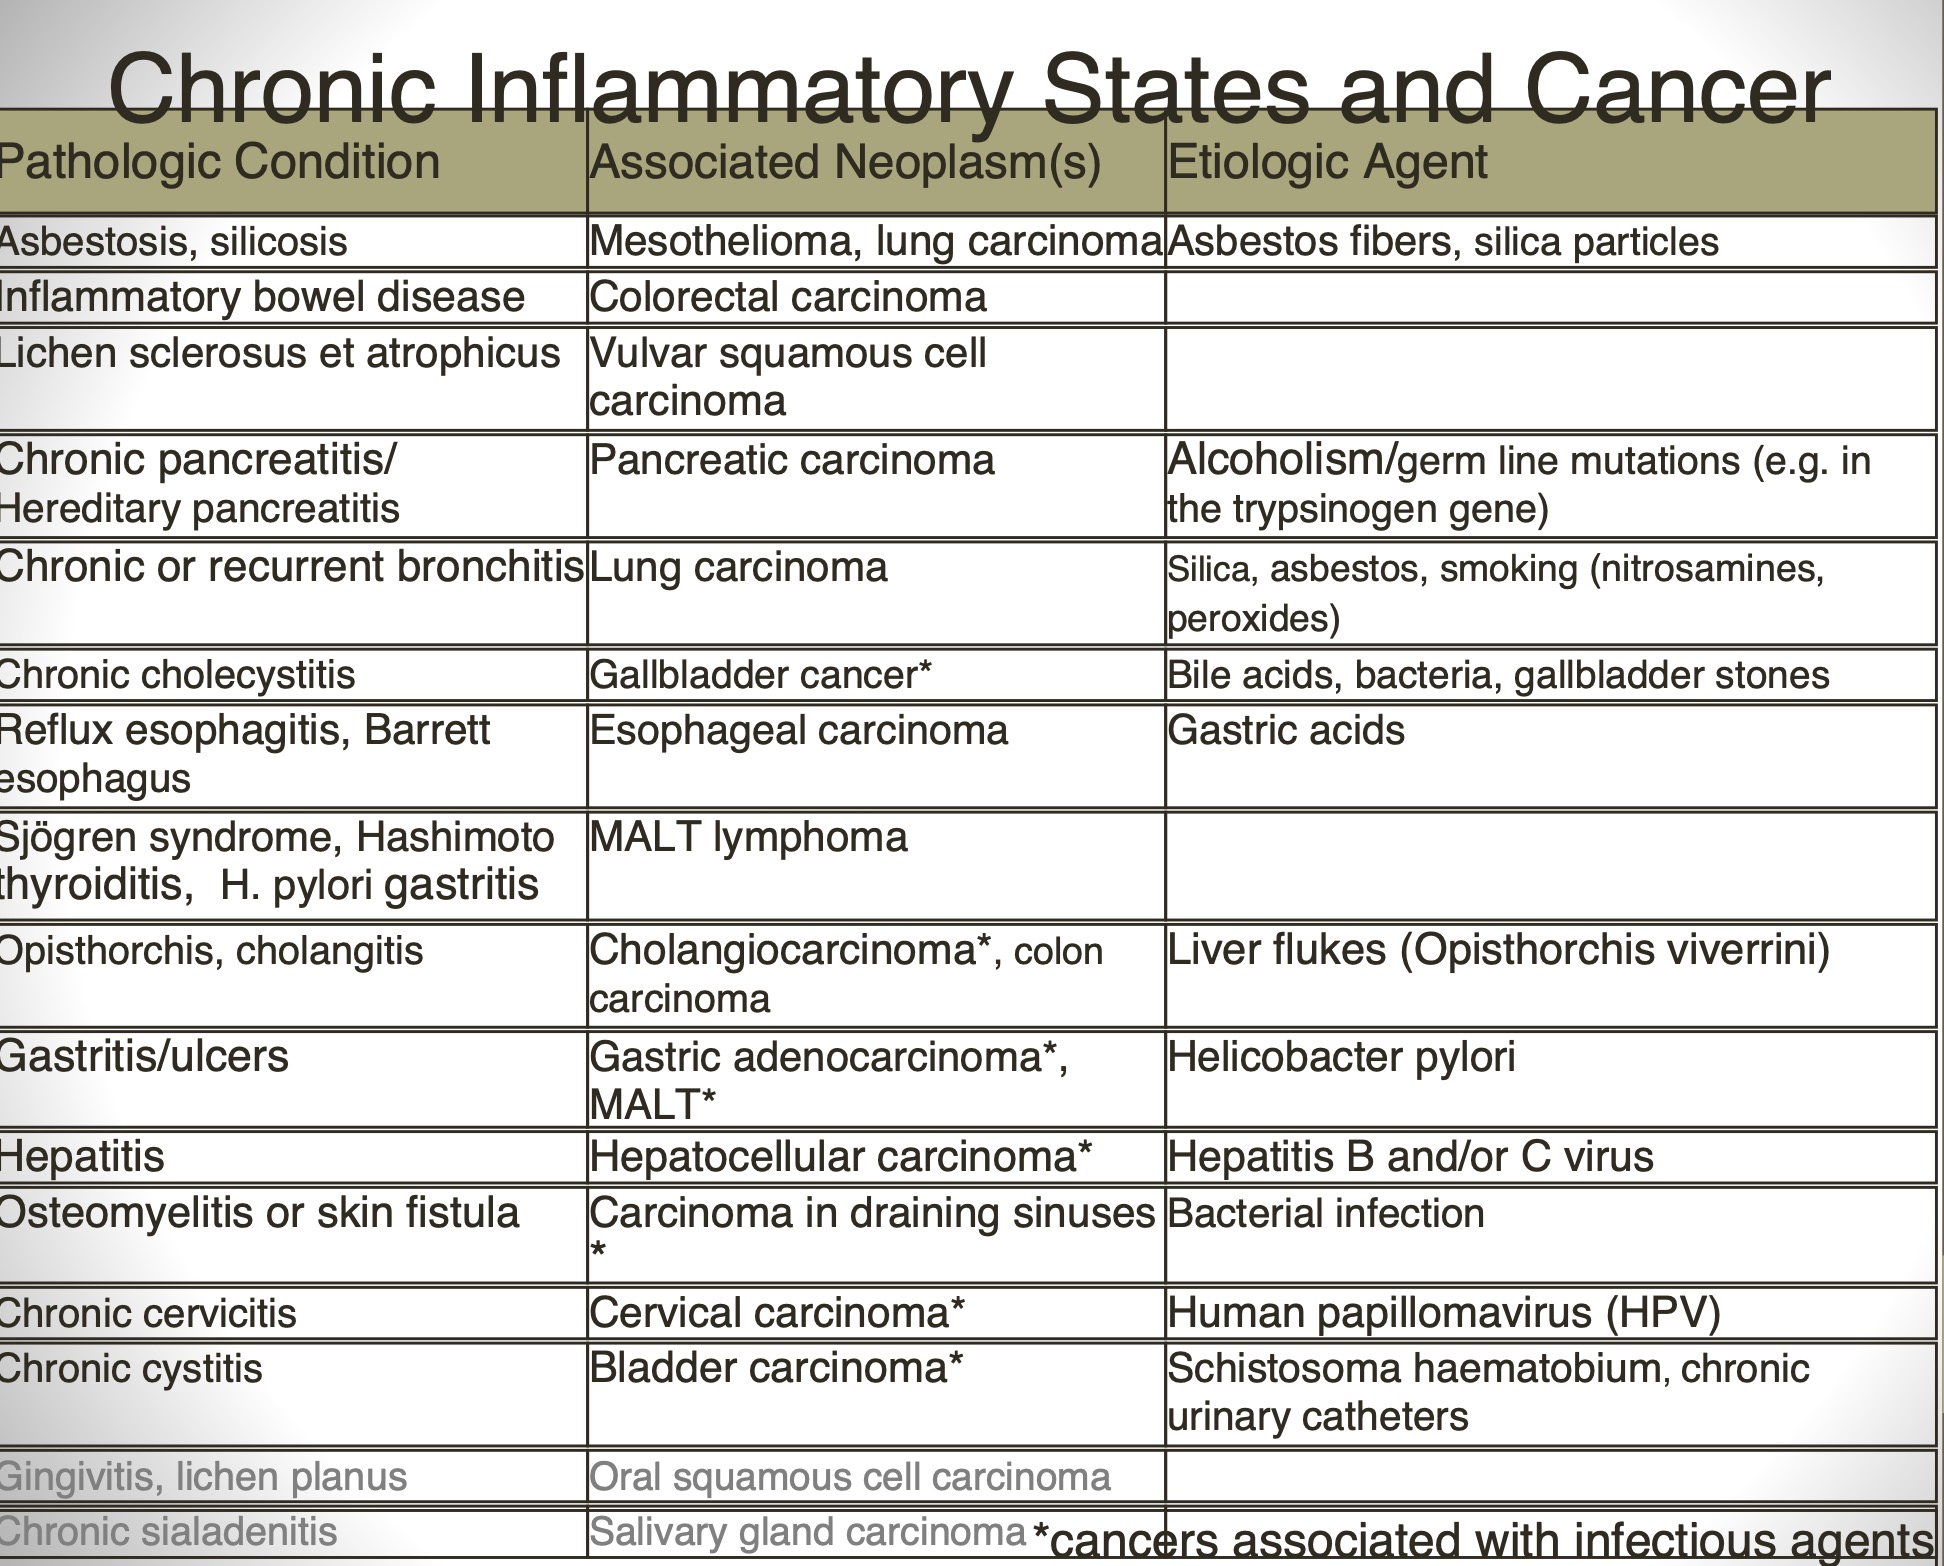 Chronic Inflammatory States and Cancer
Pathologic Condition Associated Neoplasm(s) Etiologic Agent
Asbestosis, silicosis Mesothelioma, lung carcinoma Asbestos fibers, silica particles
Inflammatory bowel disease Colorectal carcinoma
Lichen sclerosus et atrophicus Vulvar squamous cell
carcinoma
Chronic pancreatitis/ Pancreatic carcinoma Alcoholism/germ line mutations (e.g. in
Hereditary pancreatitis the trypsinogen gene)
Chronic or recurrent bronchitis Lung carcinoma Silica, asbestos, smoking (nitrosamines,
peroxides)
Chronic cholecystitis Gallbladder cancer* Bile acids, bacteria, gallbladder stones
Reflux esophagitis, Barrett Esophageal carcinoma Gastric acids
esophagus
Sjögren syndrome, Hashimoto MALT lymphoma
thyroiditis, H. pylori gastritis
Opisthorchis, cholangitis Cholangiocarcinoma*, colon Liver flukes (Opisthorchis viverrini)
carcinoma
Gastritis/ulcers Gastric adenocarcinoma*, Helicobacter pylori
MALT*
Hepatitis Hepatocellular carcinoma* Hepatitis B and/or C virus
Osteomyelitis or skin fistula Carcinoma in draining sinuses Bacterial infection
*
Chronic cervicitis Cervical carcinoma* Human papillomavirus (HPV)
Chronic cystitis Bladder carcinoma* Schistosoma haematobium, chronic
urinary catheters
Gingivitis, lichen planus Oral squamous cell carcinoma
Chronic sialadenitis Salivary gland carcinoma *cancers associated with infectious agents